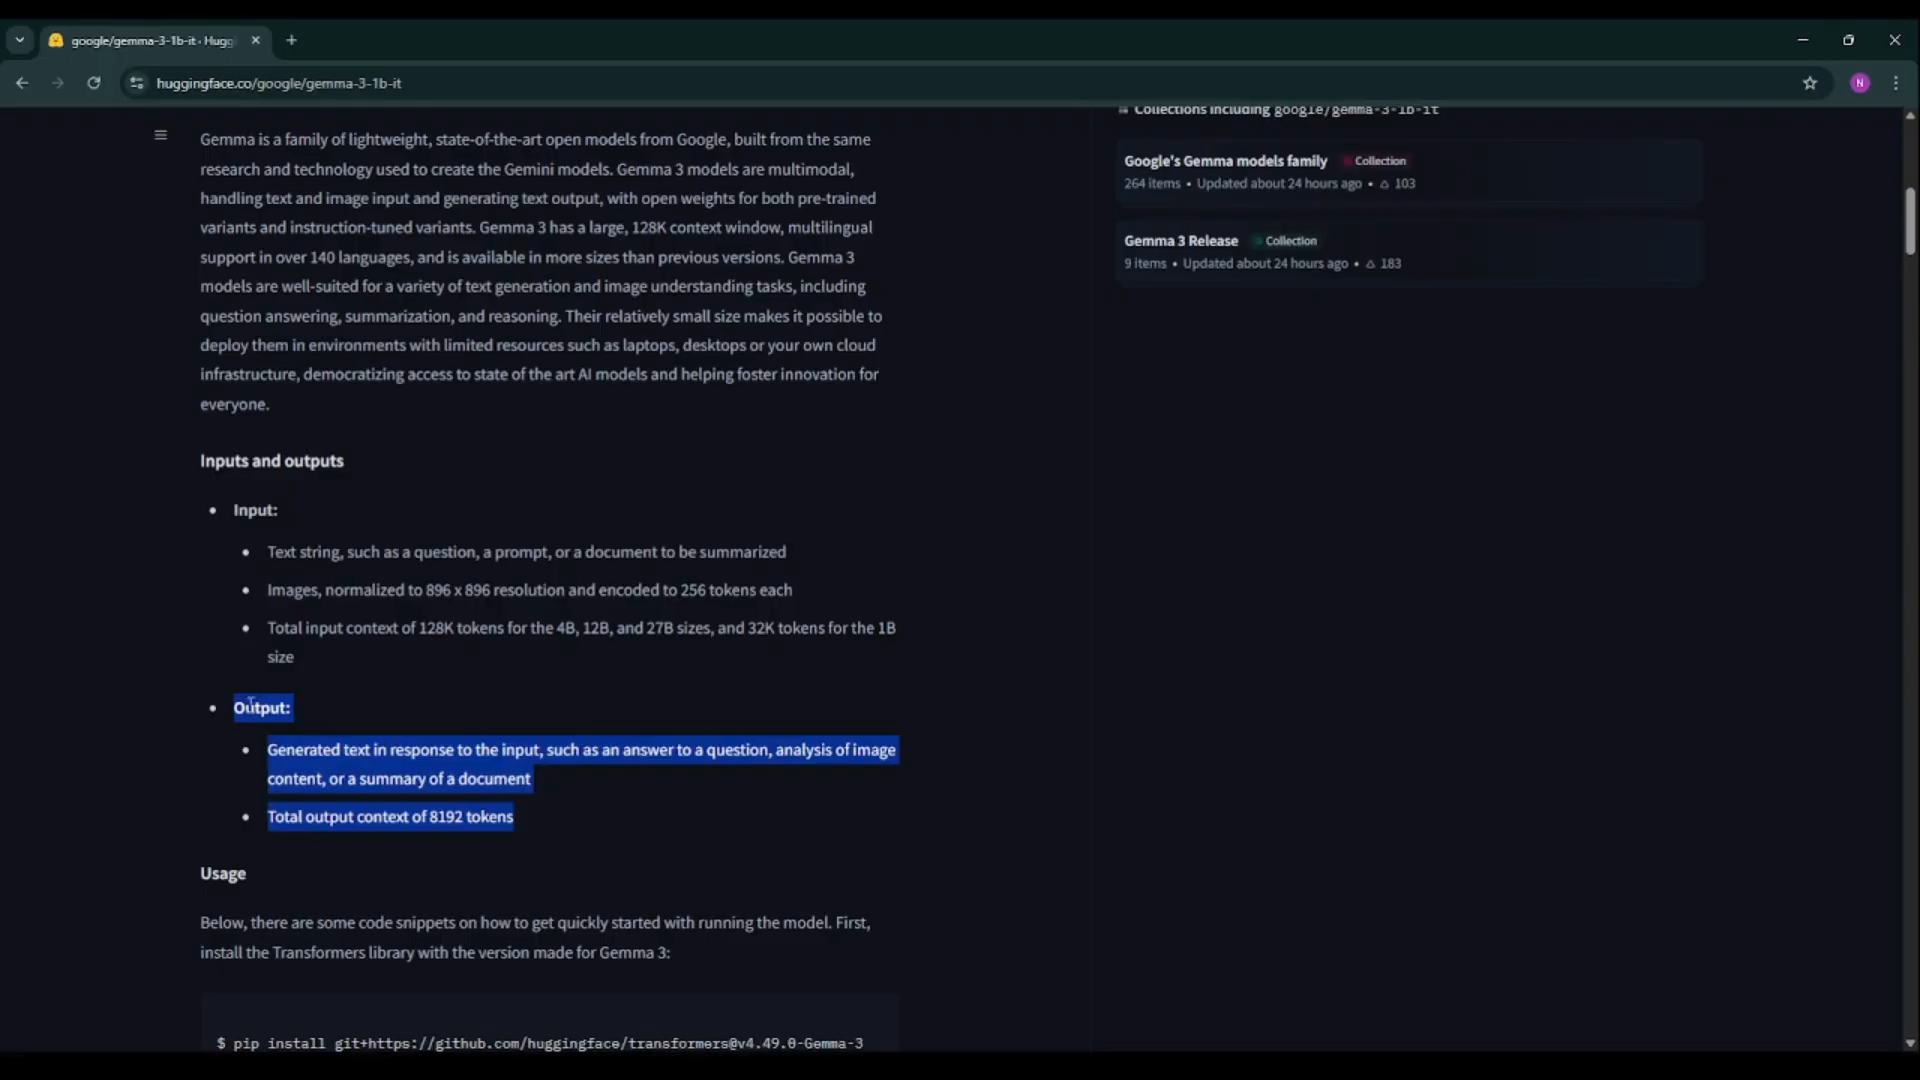 google/gemma-3-1b-it · Hugg
huggingface.co/google/gemma-3-1b-it
N
Gemma is a family of lightweight, state-of-the-art open models from Google, built from the same
research and technology used to create the Gemini models. Gemma 3 models are multimodal,
handling text and image input and generating text output, with open weights for both pre-trained
variants and instruction-tuned variants. Gemma 3 has a large, 128K context window, multilingual
support in over 140 languages, and is available in more sizes than previous versions. Gemma 3
models are well-suited for a variety of text generation and image understanding tasks, including
question answering, summarization, and reasoning. Their relatively small size makes it possible to
deploy them in environments with limited resources such as laptops, desktops or your own cloud
infrastructure, democratizing access to state of the art AI models and helping foster innovation for
everyone.
Inputs and outputs
• Input:
• Text string, such as a question, a prompt, or a document to be summarized
• Images, normalized to 896 x 896 resolution and encoded to 256 tokens each
• Total input context of 128K tokens for the 4B, 12B, and 27B sizes, and 32K tokens for the 1B
size
• Output:
• Generated text in response to the input, such as an answer to a question, analysis of image
content, or a summary of a document
• Total output context of 8192 tokens
Usage
Below, there are some code snippets on how to get quickly started with running the model. First,
install the Transformers library with the version made for Gemma 3:
$ pip install git+https://github.com/huggingface/transformers@v4.49.0-Gemma-3
Collections including google/gemma-3-1b-it
Google's Gemma models family Collection
264 items • Updated about 24 hours ago • 103
Gemma 3 Release Collection
9 items • Updated about 24 hours ago • 183